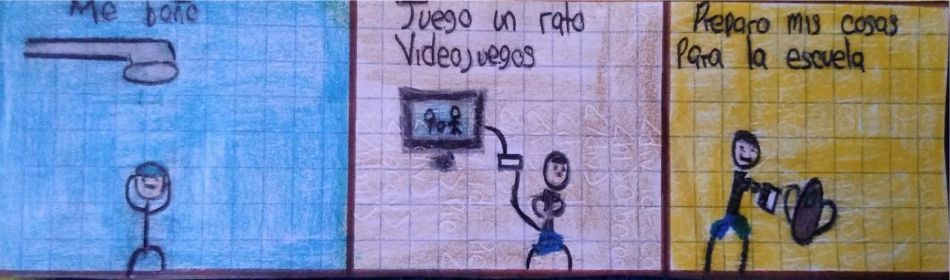 Me baño
Juego un rato
Videojuegos
Preparo mis cosas
Para la escuela